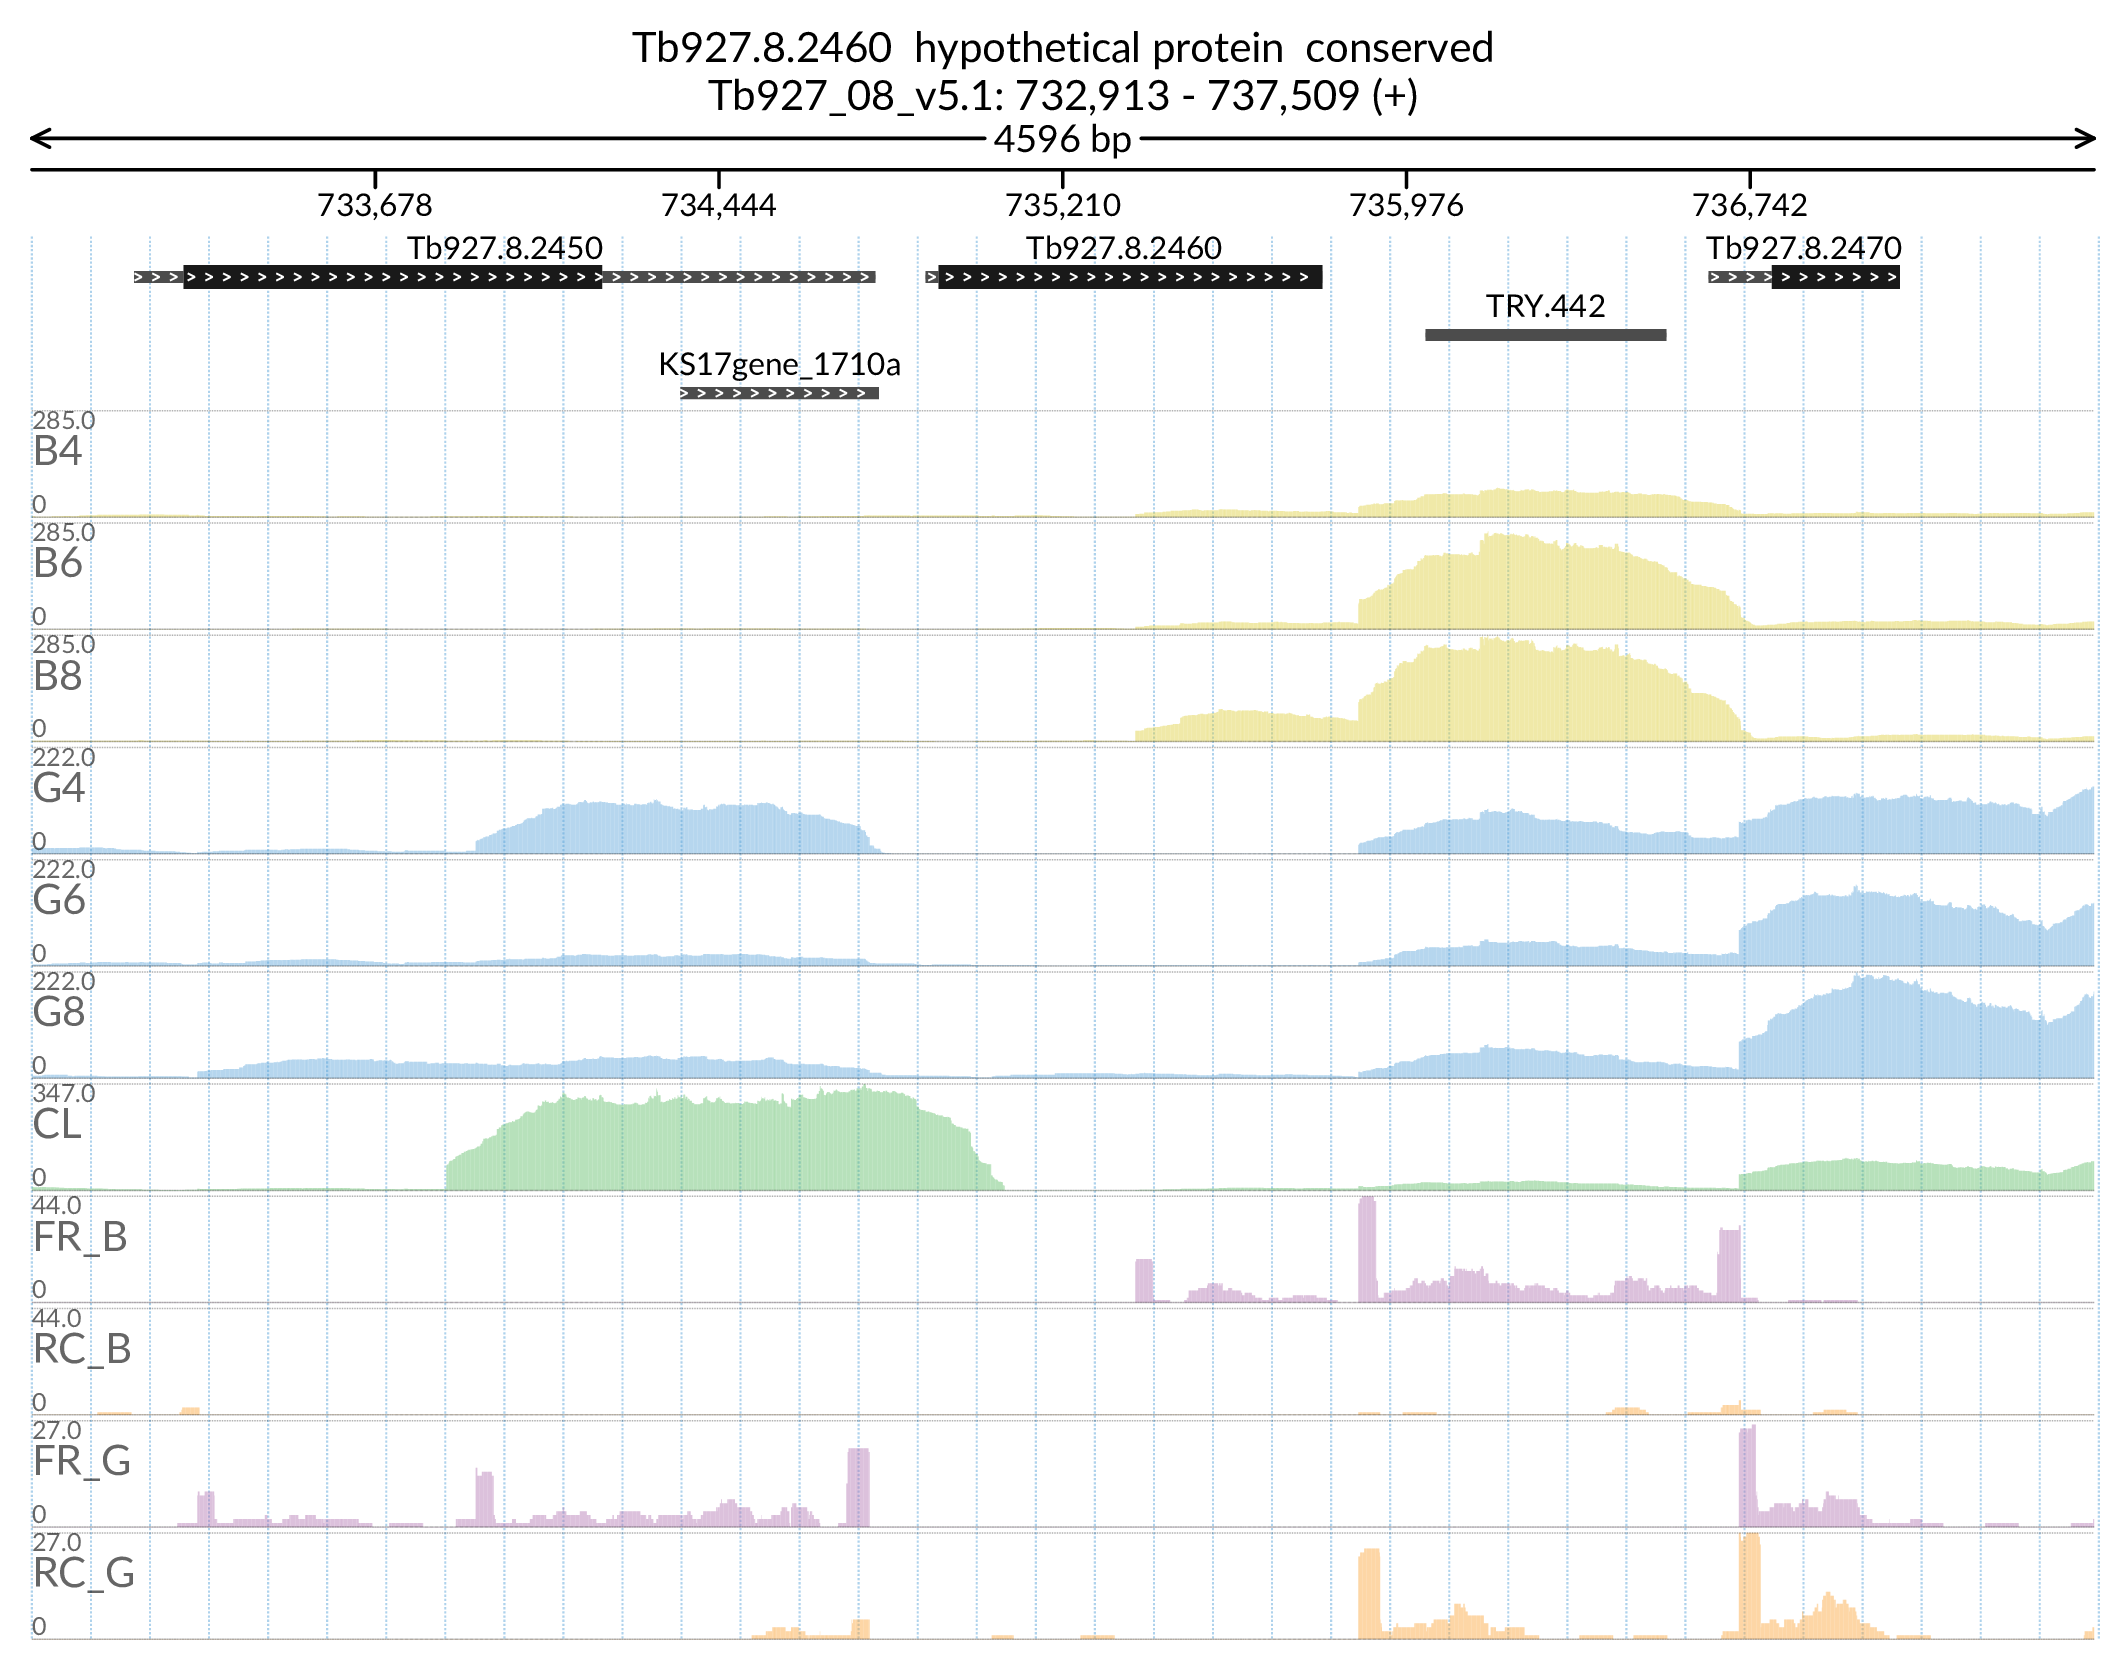 Tb927.8.2460 hypothetical protein conserved
Tb927_08_v5.1: 732,913 - 737,509 (+)
4596 bp
733,678 734,444 735,210 735,976 736,742
Tb927.8.2450 Tb927.8.2460 Tb927.8.2470
TRY.442
KS17gene_1710a
285.0
B4
0
285.0
B6
0
285.0
B8
0
222.0
G4
0
222.0
G6
0
222.0
G8
0
347.0
CL
0
44.0
FR_B
0
44.0
RC_B
0
27.0
FR_G
0
27.0
RC_G
0